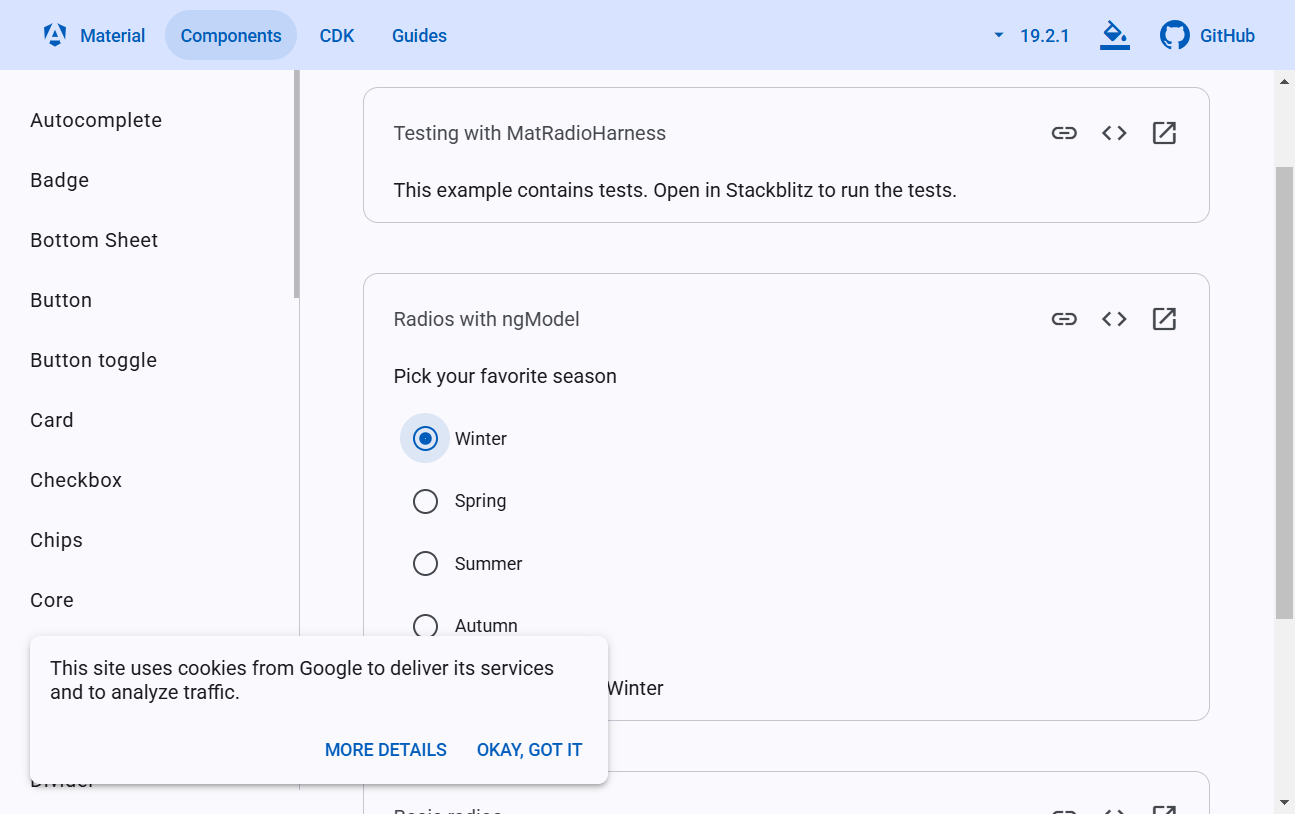 Material
Components
CDK
Guides
19.2.1
GitHub
Autocomplete
Badge
Bottom Sheet
Button
Button toggle
Card
Checkbox
Chips
Core
Testing with MatRadioHarness
This example contains tests. Open in Stackblitz to run the tests.
Radios with ngModel
Pick your favorite season
Winter
Spring
Summer
Autumn
Winter
This site uses cookies from Google to deliver its services
and to analyze traffic.
MORE DETAILS
OKAY, GOT IT
Divider
Basic radios